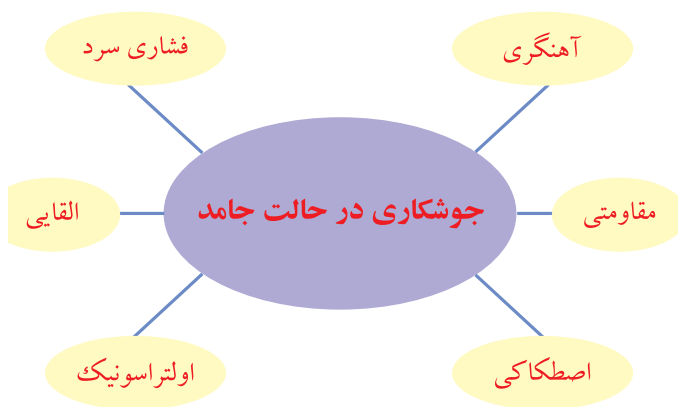 آهنگری
فشاری سرد
جوشکاری در حالت جامد
مقاومتی
القایی
اصطکاکی
اولتراسونیک